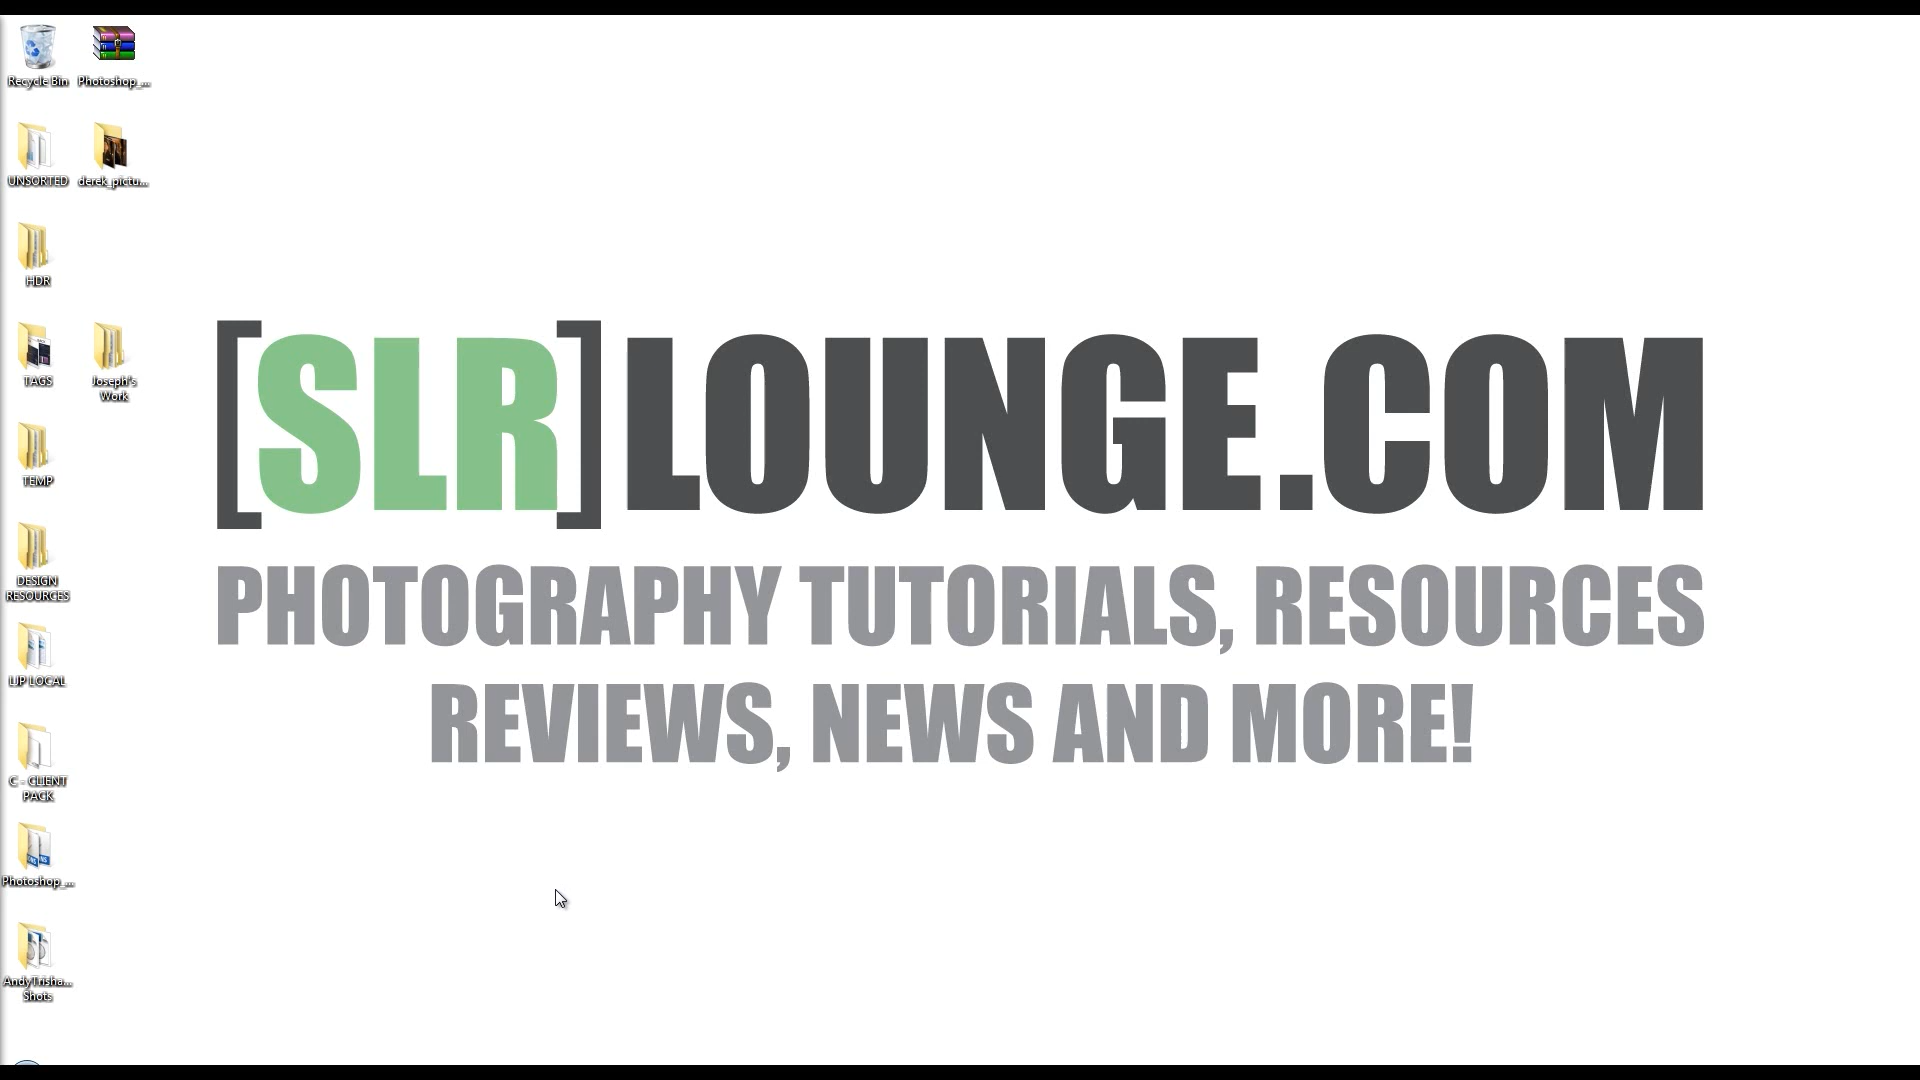 Recycle Bin
Photoshop_...
UNSORTED
derek_pictu...
HDR
TAGS
Joseph's
Work
TEMP
DESIGN
RESOURCES
LJP LOCAL
C - CLIENT
PACK
Photoshop_...
AndyTrisha...
Shots
[SLR]LOUNGE.COM
PHOTOGRAPHY TUTORIALS, RESOURCES
REVIEWS, NEWS AND MORE!